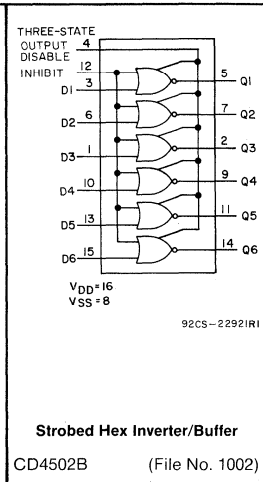 THREE-STATE
OUTPUT 4
DISABLE
12
INHIBIT
3 5
D1 Q1
6 7
D2 Q2
1 2
D3 Q3
10 9
D4 Q4
13 11
D5 Q5
15 14
D6 Q6
VDD=16
VSS=8
92CS-22921R1
Strobed Hex Inverter/Buffer
CD4502B (File No. 1002)